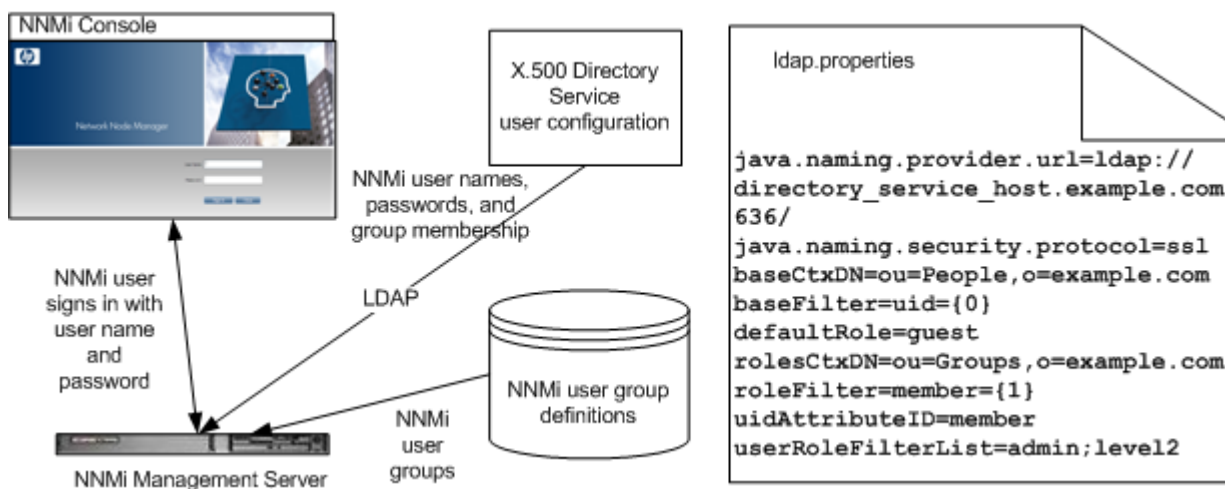 NNMi Console
hp
Network Node Manager
NNMi user
signs in with
user name
and
password
NNMi Management Server
X.500 Directory
Service
user configuration
NNMi user names,
passwords, and
group membership
LDAP
NNMi
user
groups
NNMi user group
definitions
ldap.properties
java.naming.provider.url=ldap://
directory_service_host.example.com
636/
java.naming.security.protocol=ssl
baseCtxDN=ou=People,o=example.com
baseFilter=uid={0}
defaultRole=guest
rolesCtxDN=ou=Groups,o=example.com
roleFilter=member={1}
uidAttributeID=member
userRoleFilterList=admin;level2